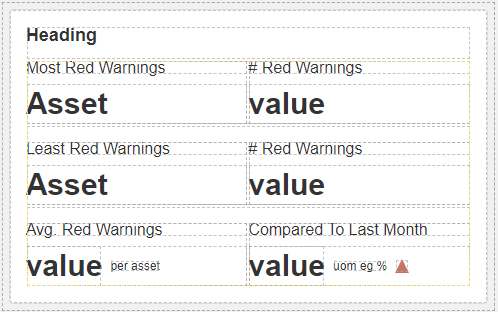 Heading
Most Red Warnings # Red Warnings
Asset value
Least Red Warnings # Red Warnings
Asset value
Avg. Red Warnings Compared To Last Month
value per asset value uom eg %